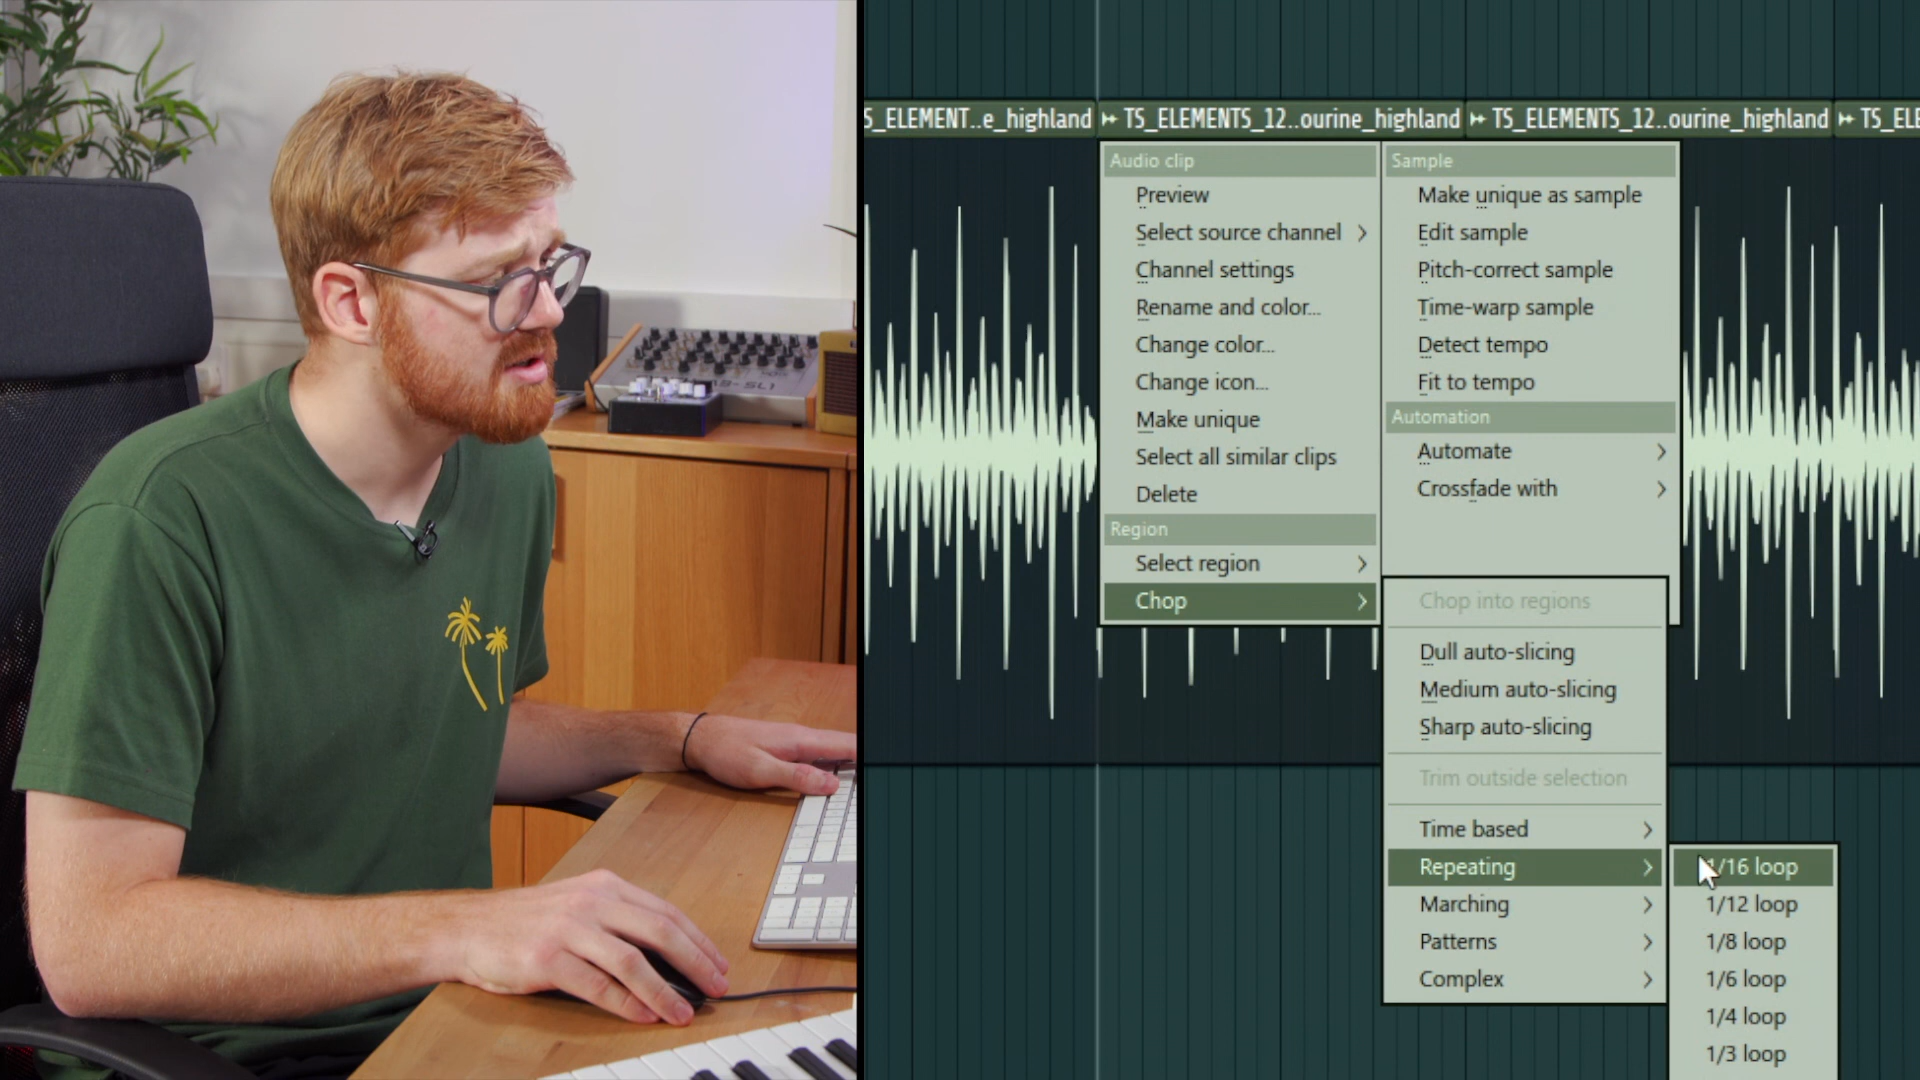 S_ELEMENT..e_highland
TS_ELEMENTS_12..ourine_highland
TS_ELEMENTS_12..ourine_highland
TS_ELE
Audio clip
Preview
Select source channel
Channel settings
Rename and color...
Change color...
Change icon...
Make unique
Select all similar clips
Delete
Region
Select region
Chop
Sample
Make unique as sample
Edit sample
Pitch-correct sample
Time-warp sample
Detect tempo
Fit to tempo
Automation
Automate
Crossfade with
Chop into regions
Dull auto-slicing
Medium auto-slicing
Sharp auto-slicing
Trim outside selection
Time based
Repeating
Marching
Patterns
Complex
1/16 loop
1/12 loop
1/8 loop
1/6 loop
1/4 loop
1/3 loop